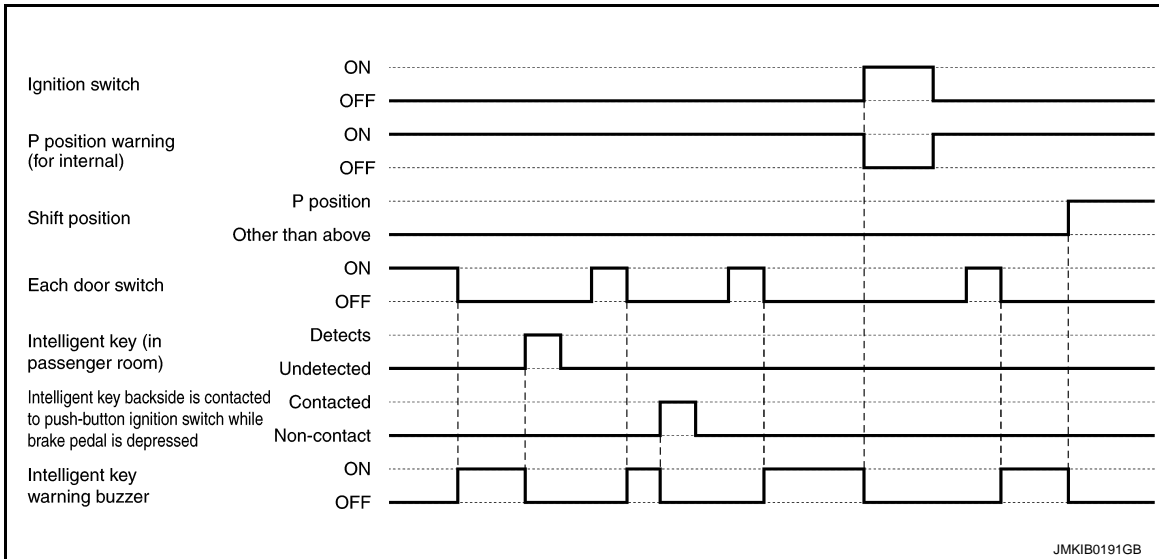 ON
Ignition switch
OFF
ON
P position warning
(for internal)
OFF
P position
Shift position
Other than above
ON
Each door switch
OFF
Detects
Intelligent key (in
passenger room)
Undetected
Intelligent key backside is contacted
to push-button ignition switch while
brake pedal is depressed
Contacted
Non-contact
ON
Intelligent key
warning buzzer
OFF
JMKIB0191GB